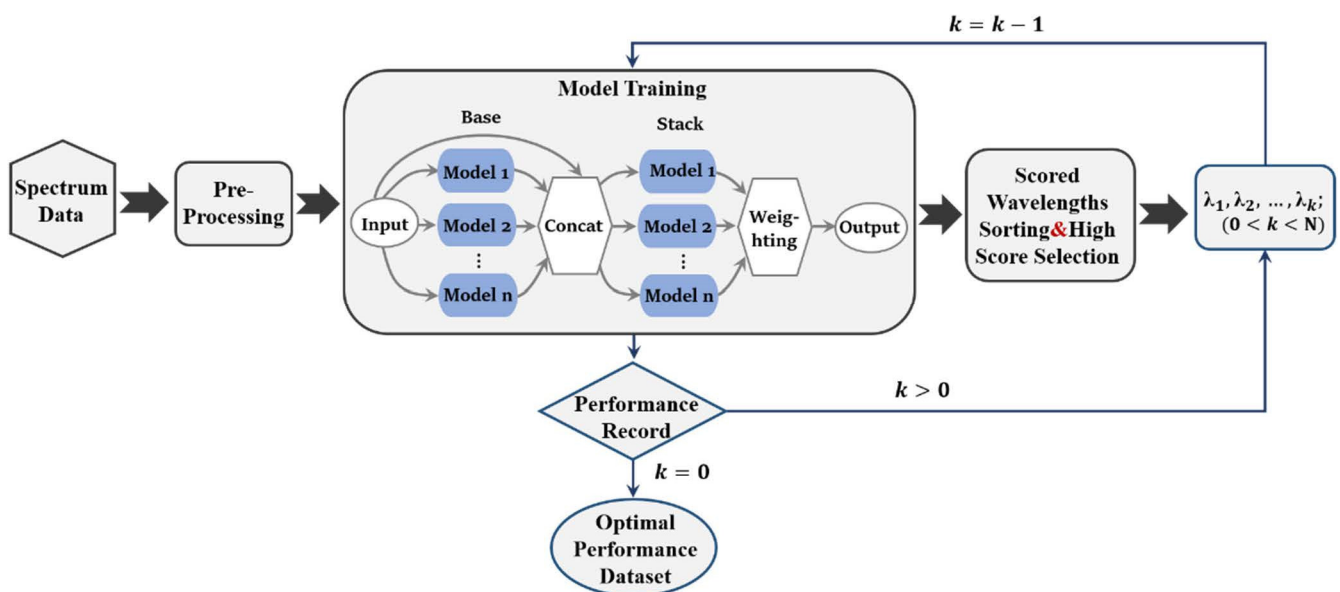 k = k − 1
Model Training
Base
Stack
Spectrum
Data
Pre-
Processing
Input
Model 1
Model 2
⋮
Model n
Concat
Model 1
Model 2
⋮
Model n
Weig-
hting
Output
Scored
Wavelengths
Sorting&High
Score Selection
λ₁, λ₂, ..., λₖ;
(0 < k < N)
Performance
Record
k > 0
k = 0
Optimal
Performance
Dataset